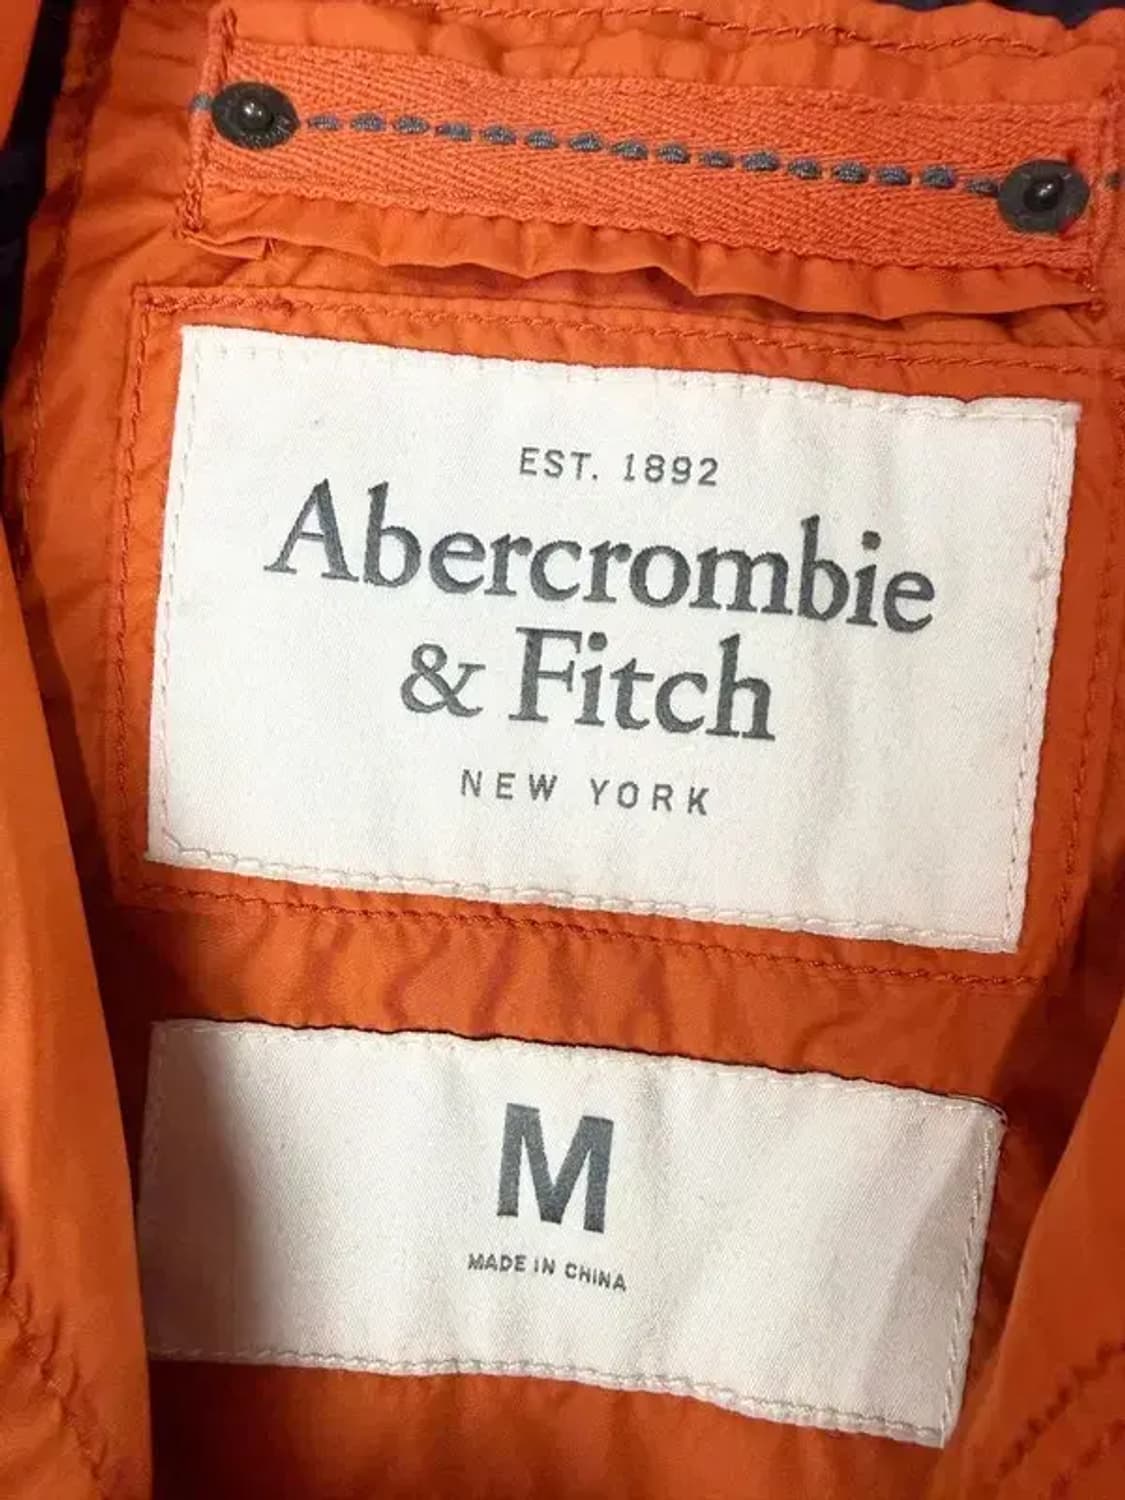 EST. 1892
Abercrombie
& Fitch
NEW YORK
M
MADE IN CHINA